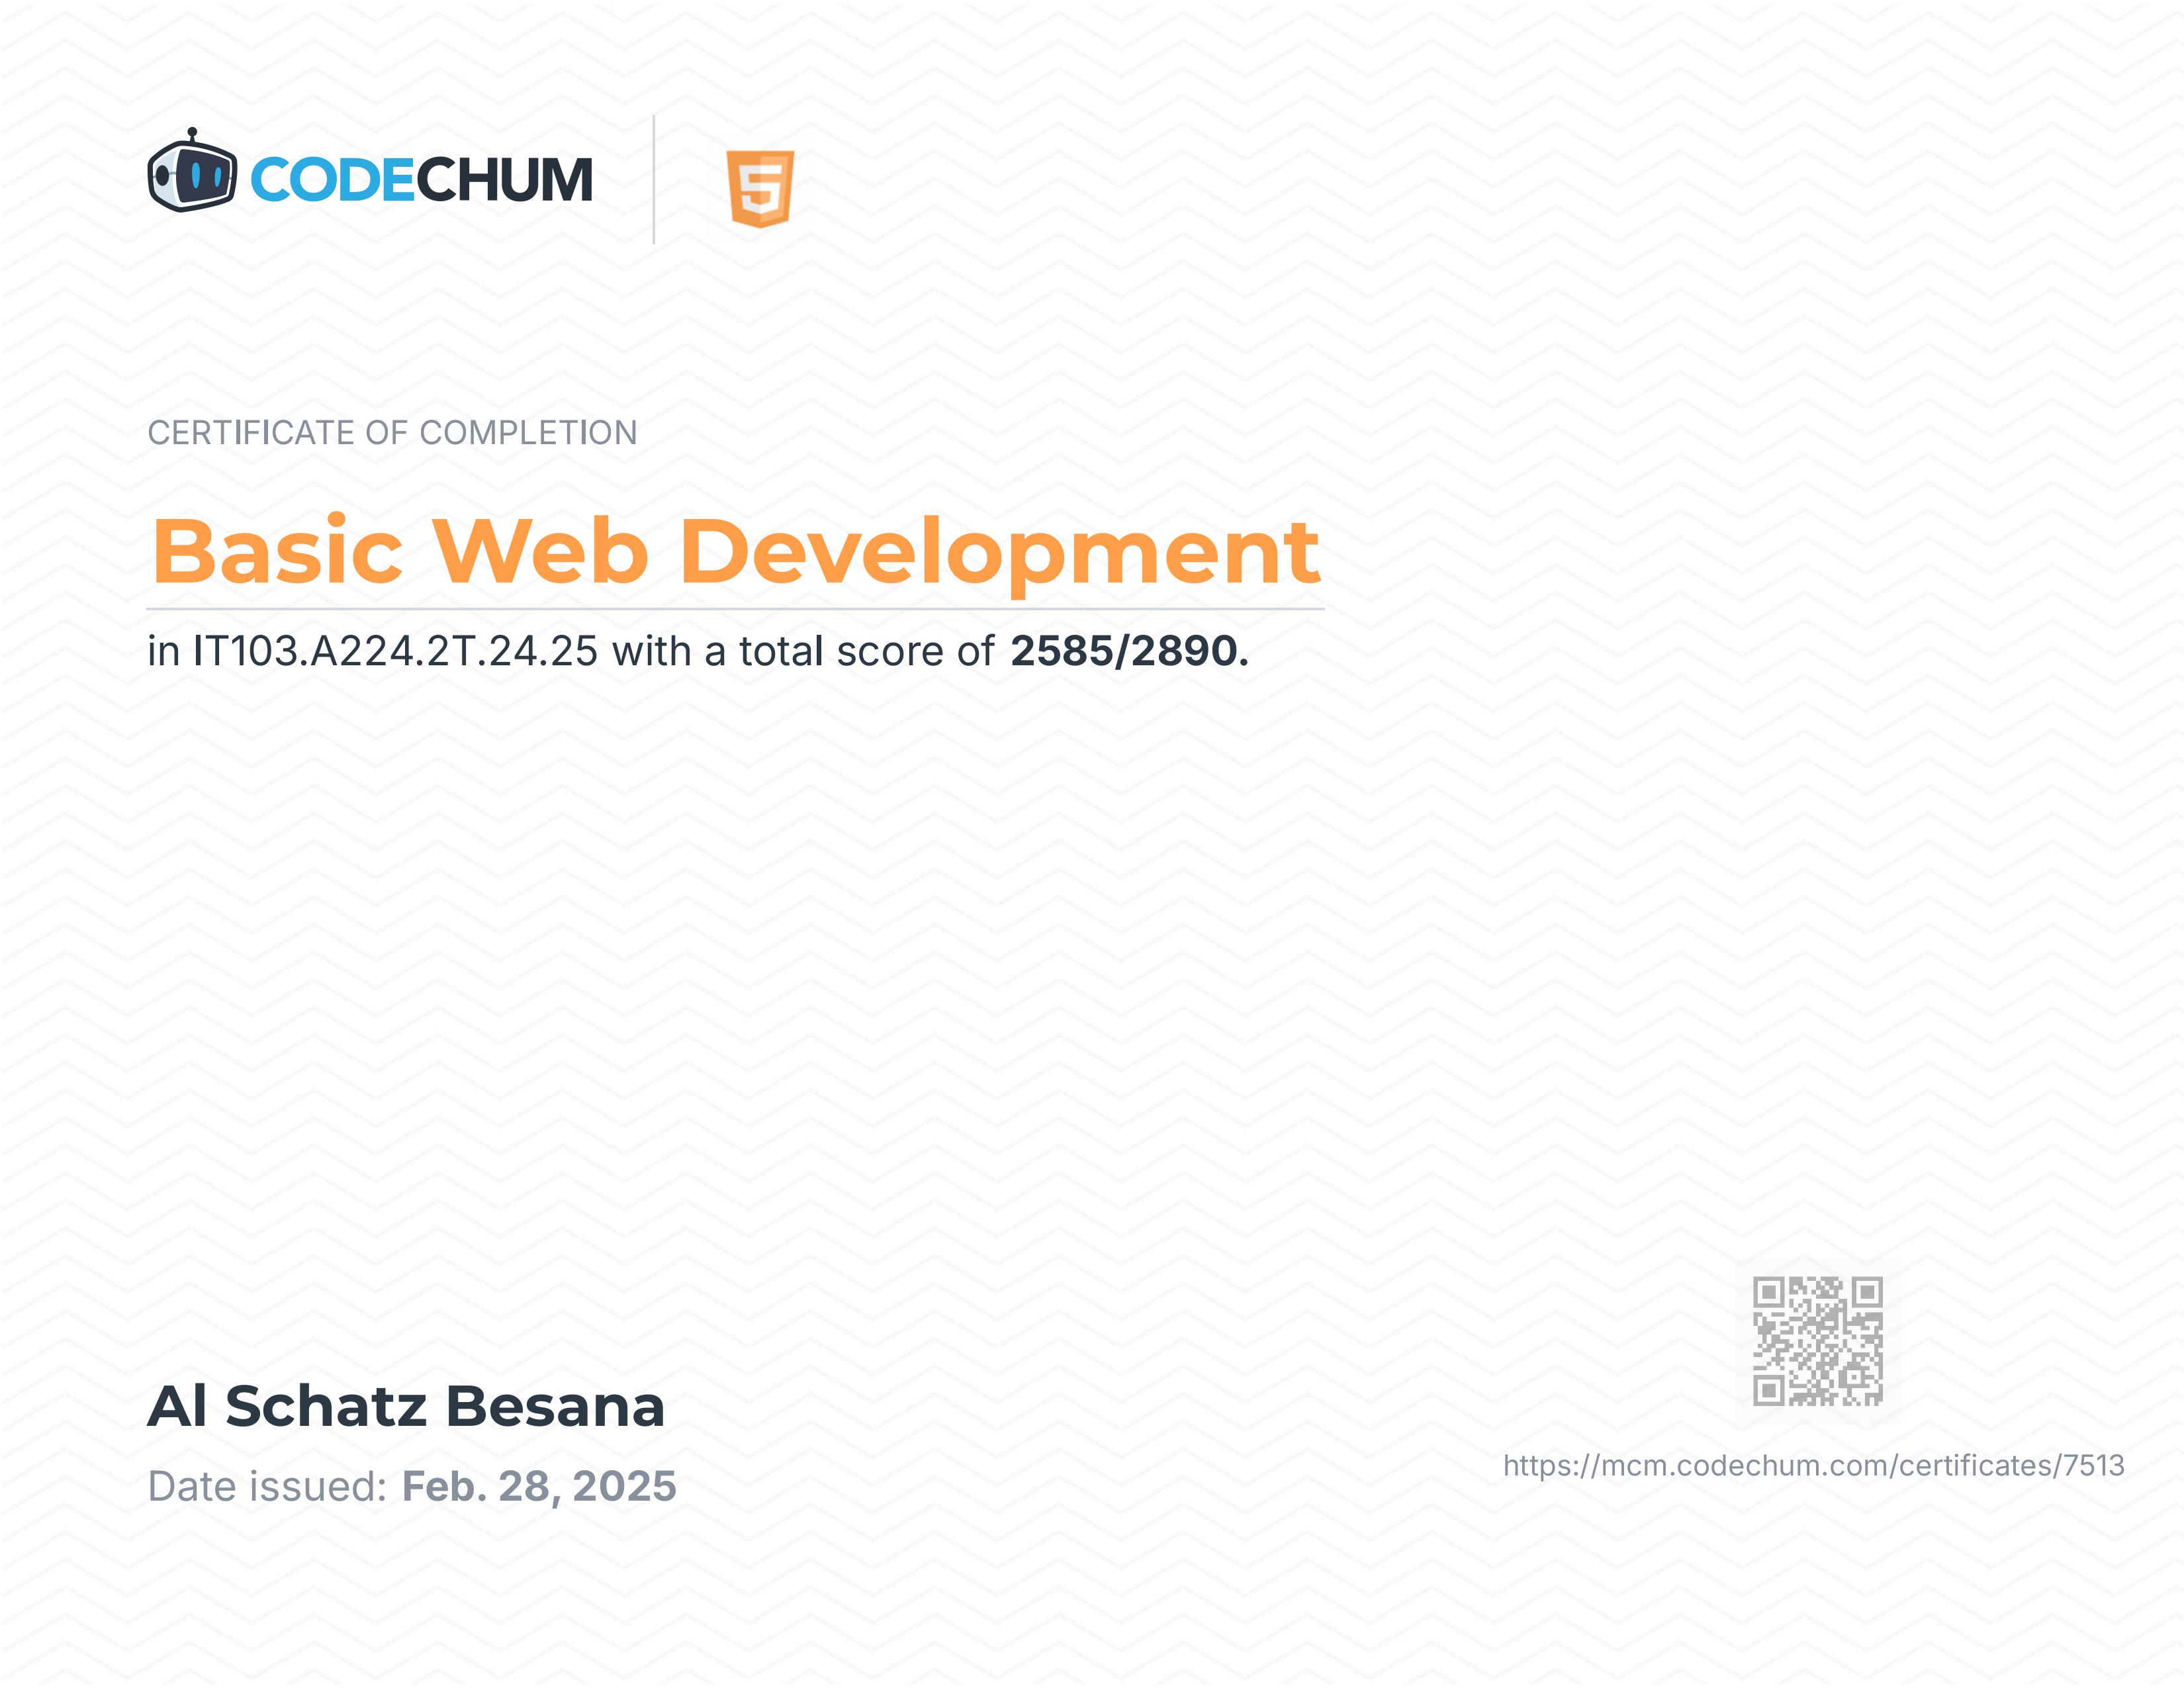 CODECHUM
5
CERTIFICATE OF COMPLETION
Basic Web Development
in IT103.A224.2T.24.25 with a total score of 2585/2890.
Al Schatz Besana
Date issued: Feb. 28, 2025
https://mcm.codechum.com/certificates/7513